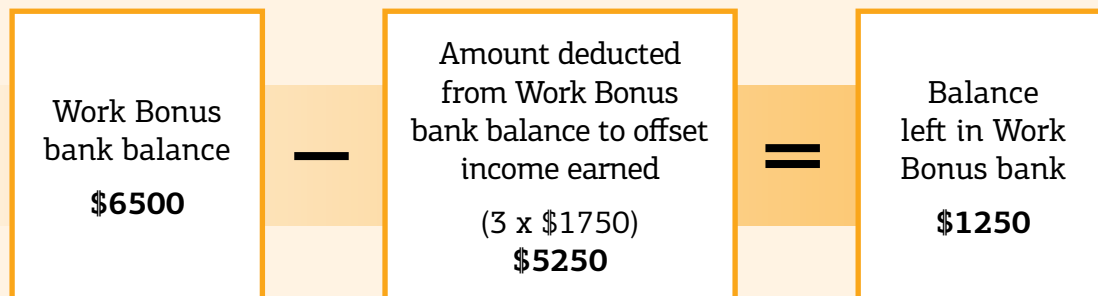 Work Bonus
bank balance
$6500
—
Amount deducted
from Work Bonus
bank balance to offset
income earned
(3 x $1750)
$5250
=
Balance
left in Work
Bonus bank
$1250